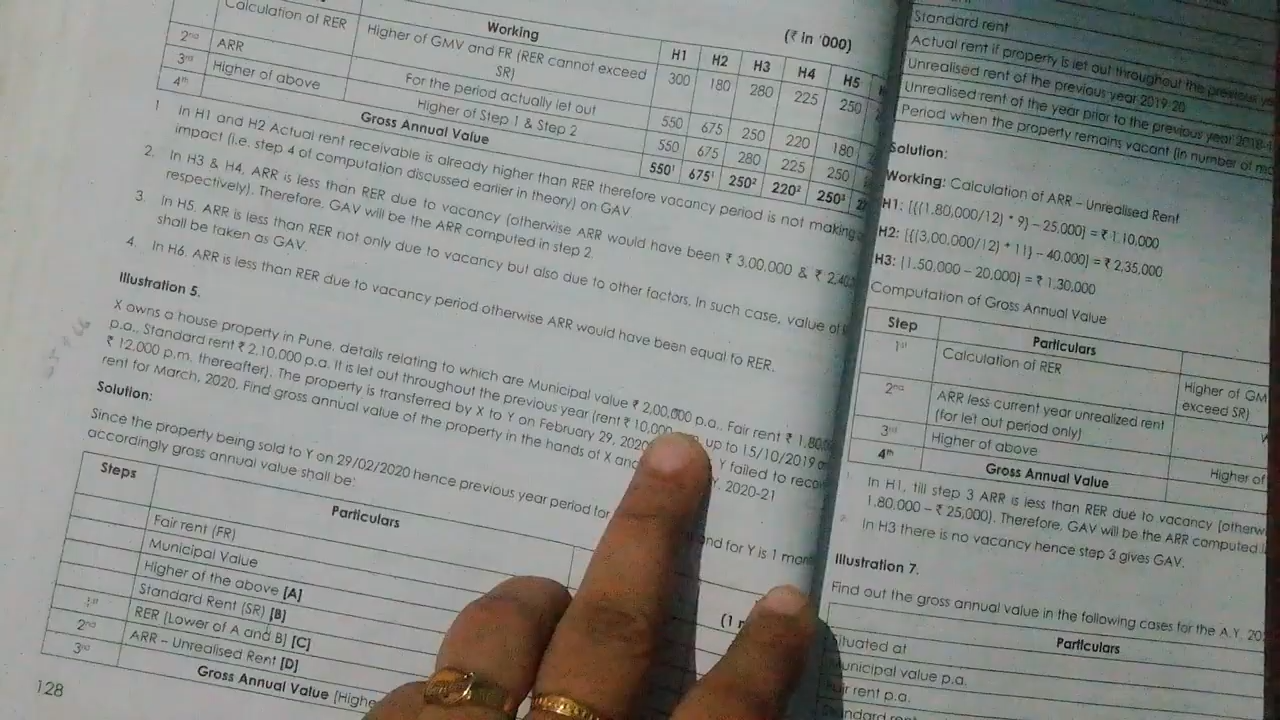 Working
(₹ in '000)
H1 H2 H3 H4 H5
Calculation of RER Higher of GMV and FR (RER cannot exceed SR) 300 180 280 225 250
2nd ARR For the period actually let out 550 675 250 220 180
3rd Higher of above Higher of Step 1 & Step 2 550 675 280 225 250
4th Gross Annual Value 550¹ 675¹ 250² 220² 250³
1 In H1 and H2 Actual rent receivable is already higher than RER therefore vacancy period is not making
impact (i.e. step 4 of computation discussed earlier in theory) on GAV
2. In H3 & H4, ARR is less than RER due to vacancy (otherwise ARR would have been ₹ 3,00,000 & ₹
respectively). Therefore, GAV will be the ARR computed in step 2.
3. In H5, ARR is less than RER not only due to vacancy but also due to other factors. In such case, value of
shall be taken as GAV.
4. In H6, ARR is less than RER due to vacancy period otherwise ARR would have been equal to RER.
Illustration 5.
X owns a house property in Pune, details relating to which are Municipal value ₹ 2,00,000 p.a., Fair rent ₹
p.a., Standard rent ₹ 2,10,000 p.a. It is let out throughout the previous year (rent ₹ 10,000 up to 15/10/2019
₹ 12,000 p.m. thereafter). The property is transferred by X to Y on February 29, 2020. Y failed to
rent for March, 2020. Find gross annual value of the property in the hands of X and 2020-21
Solution:
Since the property being sold to Y on 29/02/2020 hence previous year period for and for Y is 1
accordingly gross annual value shall be:
Steps Particulars
Fair rent (FR)
Municipal Value
Higher of the above [A]
Standard Rent (SR) [B]
1st RER (Lower of A and B) [C]
2nd ARR – Unrealised Rent [D]
3rd Gross Annual Value
128
Standard rent
Actual rent if property is let out throughout the previous
Unrealised rent of the previous year 2019-20
Unrealised rent of the year prior to the previous year
Period when the property remains vacant (in number of
Solution:
Working: Calculation of ARR – Unrealised Rent
H1: [{(1,80,000/12) * 9} – 25,000] = ₹ 1,10,000
H2: [{(3,00,000/12) * 11} – 40,000] = ₹ 2,35,000
H3: (1,50,000 – 20,000) = ₹ 1,30,000
Computation of Gross Annual Value
Step Particulars
1st Calculation of RER Higher of
exceed SR)
2nd ARR less current year unrealized rent
(for let out period only)
3rd Higher of above Higher of
4th Gross Annual Value
In H1, till step 3 ARR is less than RER due to vacancy
1,80,000 – ₹ 25,000). Therefore, GAV will be the ARR computed
In H3 there is no vacancy hence step 3 gives GAV.
Illustration 7.
Find out the gross annual value in the following cases for the A.Y.
Particulars
Situated at
Municipal value p.a.
Fair rent p.a.